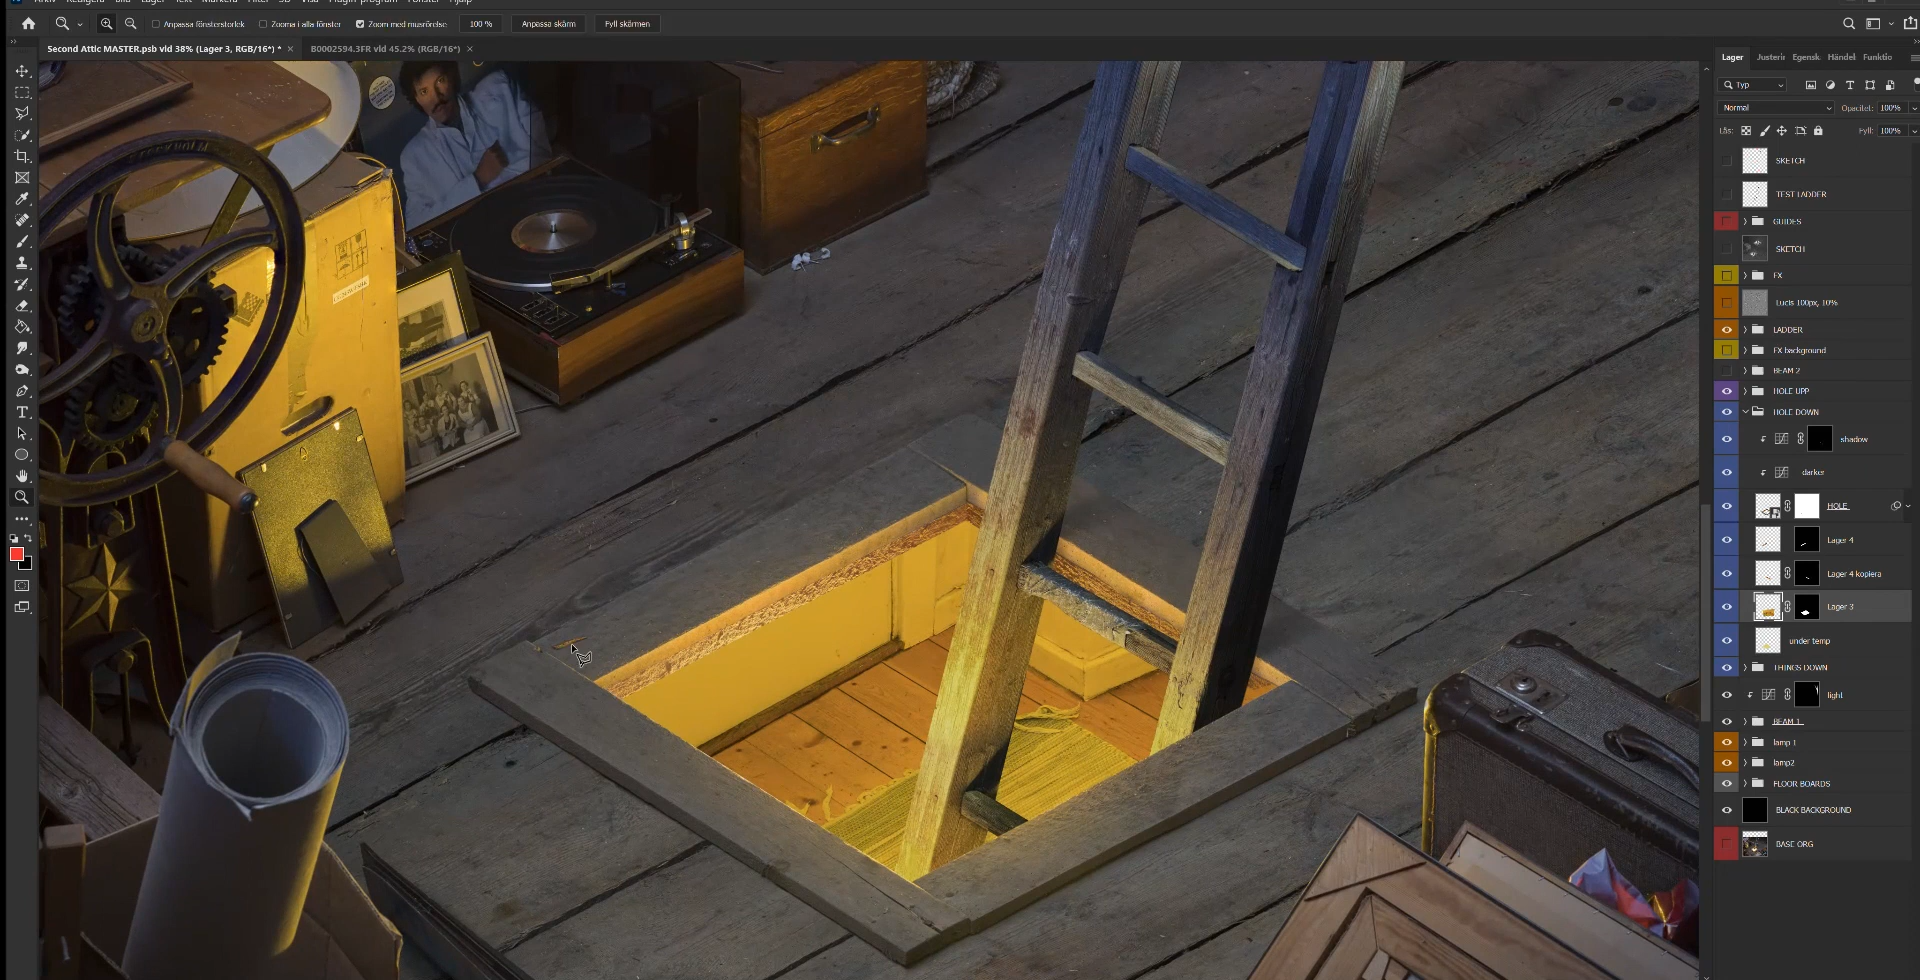 Anpassa fönsterstorlek
Zooma i alla fönster
Zooma med musrörelse
100 %
Anpassa skärm
Fyll skärmen
Second Attic MASTER.psb vid 38% (Lager 3, RGB/16*) *
B0002594.3FR vid 45.2% (RGB/16*)
Lager
Justerin
Egensk
Händel
Funktio
Typ
Normal
Opacitet: 100%
Lås:
Fyll: 100%
SKETCH
TEST LADDER
GUIDES
SKETCH
FX
Lucis 100px, 10%
LADDER
FX background
BEAM 2
HOLE UPP
HOLE DOWN
shadow
darker
HOLE
Lager 4
Lager 4 kopiera
Lager 3
under temp
THINGS DOWN
light
BEAM 1
lamp 1
lamp2
FLOOR BOARDS
BLACK BACKGROUND
BASE ORG